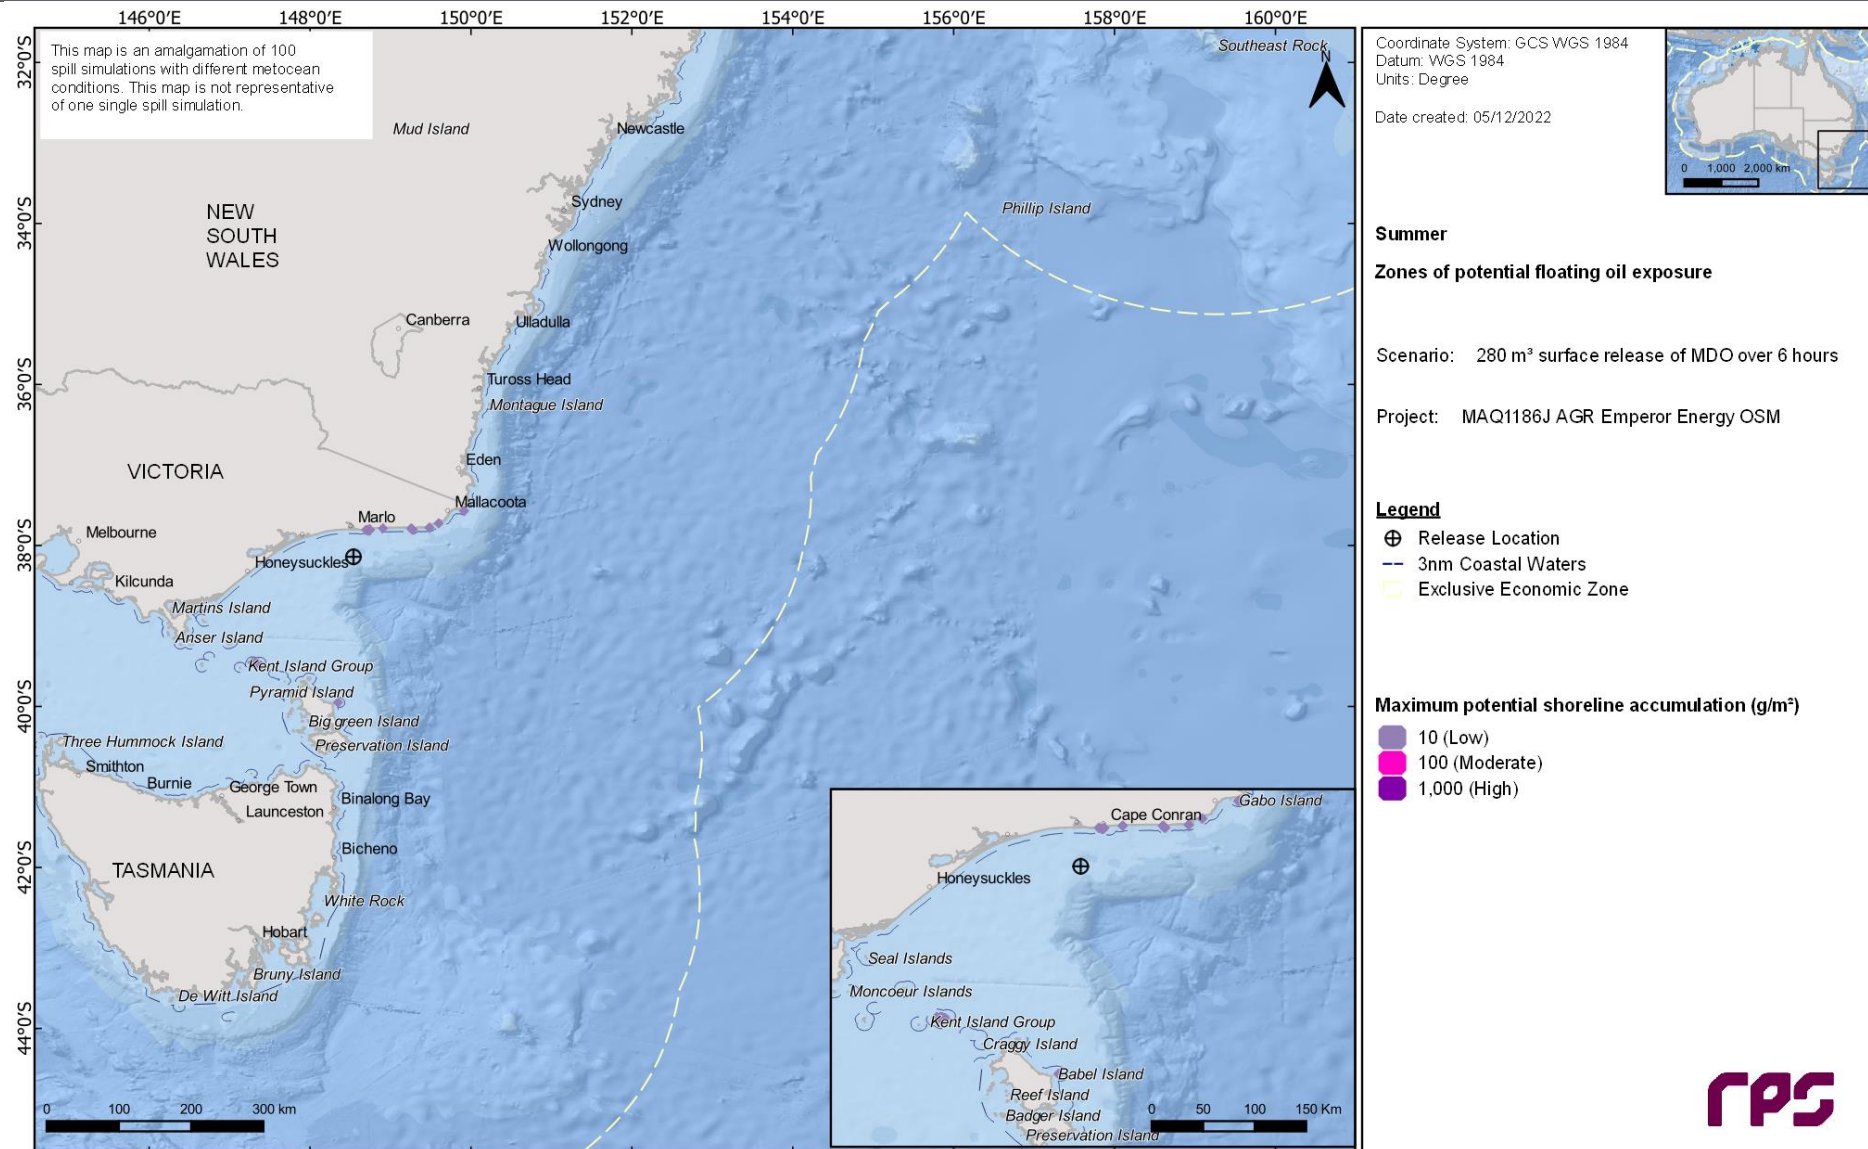 146°0'E 148°0'E 150°0'E 152°0'E 154°0'E 156°0'E 158°0'E 160°0'E
This map is an amalgamation of 100
spill simulations with different metocean
conditions. This map is not representative
of one single spill simulation.
32°S
34°0'S
36°0'S
38°0'S
40°0'S
42°0'S
44°0'S
Southeast Rock
N
Mud Island
Newcastle
Sydney
Phillip Island
NEW
SOUTH
WALES
Wollongong
Canberra
Ulladulla
Tuross Head
Montague Island
Eden
VICTORIA
Mallacoota
Marlo
Melbourne
Honeysuckles
Kilcunda
Martins Island
Anser Island
Kent Island Group
Pyramid Island
Big green Island
Three Hummock Island
Preservation Island
Smithton
Burnie
George Town
Binalong Bay
Launceston
Bicheno
TASMANIA
White Rock
Hobart
Bruny Island
De Witt Island
0 100 200 300 km
Gabo Island
Cape Conran
Honeysuckles
Seal Islands
Moncoeur Islands
Kent Island Group
Craggy Island
Babel Island
Reef Island
Badger Island
Preservation Island
0 50 100 150 Km
Coordinate System: GCS WGS 1984
Datum: WGS 1984
Units: Degree
Date created: 05/12/2022
0 1,000 2,000 km
Summer
Zones of potential floating oil exposure
Scenario: 280 m³ surface release of MDO over 6 hours
Project: MAQ1186J AGR Emperor Energy OSM
Legend
Release Location
3nm Coastal Waters
Exclusive Economic Zone
Maximum potential shoreline accumulation (g/m²)
10 (Low)
100 (Moderate)
1,000 (High)
rps